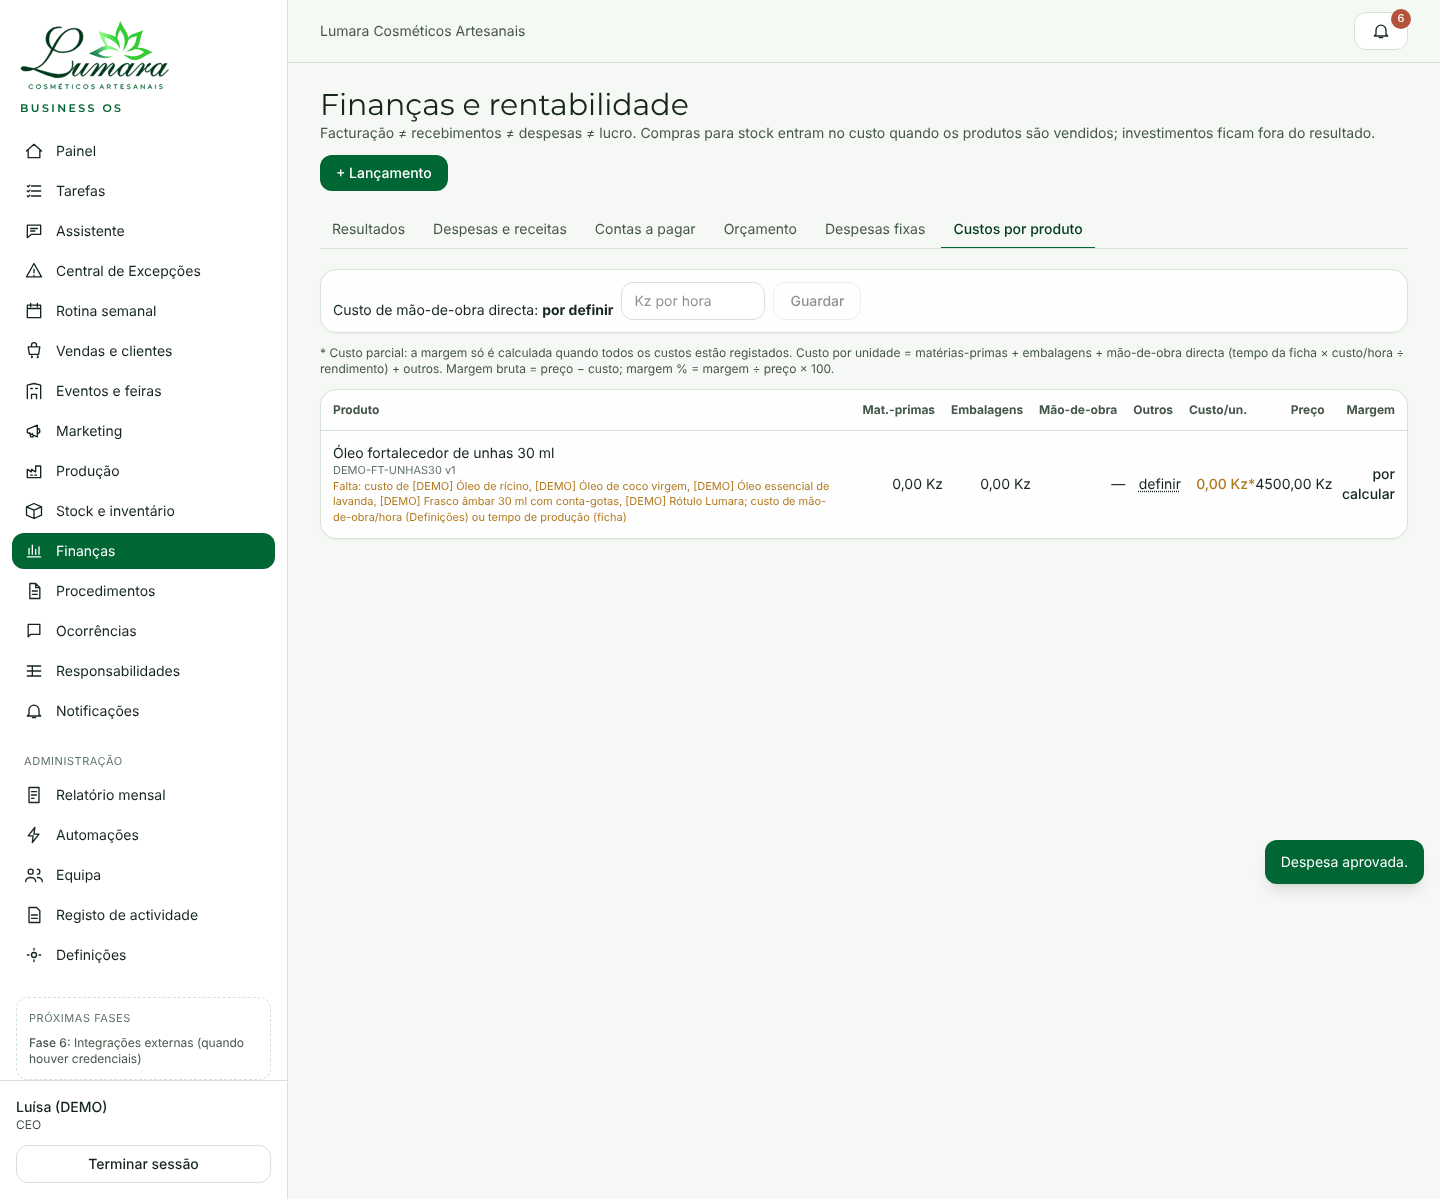 Lumara
COSMÉTICOS ARTESANAIS
BUSINESS OS
Painel
Tarefas
Assistente
Central de Excepções
Rotina semanal
Vendas e clientes
Eventos e feiras
Marketing
Produção
Stock e inventário
Finanças
Procedimentos
Ocorrências
Responsabilidades
Notificações
ADMINISTRAÇÃO
Relatório mensal
Automações
Equipa
Registo de actividade
Definições
PRÓXIMAS FASES
Fase 6: Integrações externas (quando
houver credenciais)
Luísa (DEMO)
CEO
Terminar sessão
Lumara Cosméticos Artesanais
6
Finanças e rentabilidade
Facturação ≠ recebimentos ≠ despesas ≠ lucro. Compras para stock entram no custo quando os produtos são vendidos; investimentos ficam fora do resultado.
+ Lançamento
Resultados Despesas e receitas Contas a pagar Orçamento Despesas fixas Custos por produto
Custo de mão-de-obra directa: por definir Kz por hora Guardar
* Custo parcial: a margem só é calculada quando todos os custos estão registados. Custo por unidade = matérias-primas + embalagens + mão-de-obra directa (tempo da ficha × custo/hora ÷
rendimento) + outros. Margem bruta = preço − custo; margem % = margem ÷ preço × 100.
Produto Mat.-primas Embalagens Mão-de-obra Outros Custo/un. Preço Margem
Óleo fortalecedor de unhas 30 ml
DEMO-FT-UNHAS30 v1
Falta: custo de [DEMO] Óleo de rícino, [DEMO] Óleo de coco virgem, [DEMO] Óleo essencial de
lavanda, [DEMO] Frasco âmbar 30 ml com conta-gotas, [DEMO] Rótulo Lumara; custo de mão-
de-obra/hora (Definições) ou tempo de produção (ficha)
0,00 Kz 0,00 Kz — definir 0,00 Kz* 4500,00 Kz por
calcular
Despesa aprovada.